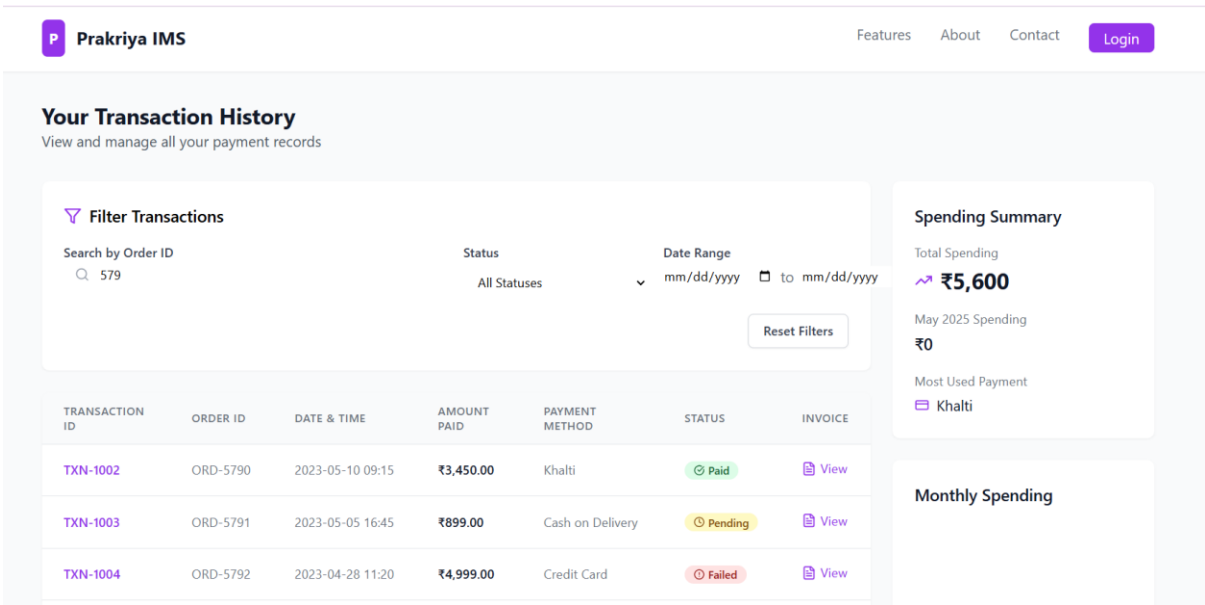 P Prakriya IMS
Features About Contact Login
Your Transaction History
View and manage all your payment records
Filter Transactions
Search by Order ID
579
Status
All Statuses
Date Range
mm/dd/yyyy to mm/dd/yyyy
Reset Filters
TRANSACTION ID ORDER ID DATE & TIME AMOUNT PAID PAYMENT METHOD STATUS INVOICE
TXN-1002 ORD-5790 2023-05-10 09:15 ₹3,450.00 Khalti Paid View
TXN-1003 ORD-5791 2023-05-05 16:45 ₹899.00 Cash on Delivery Pending View
TXN-1004 ORD-5792 2023-04-28 11:20 ₹4,999.00 Credit Card Failed View
Spending Summary
Total Spending
₹5,600
May 2025 Spending
₹0
Most Used Payment
Khalti
Monthly Spending